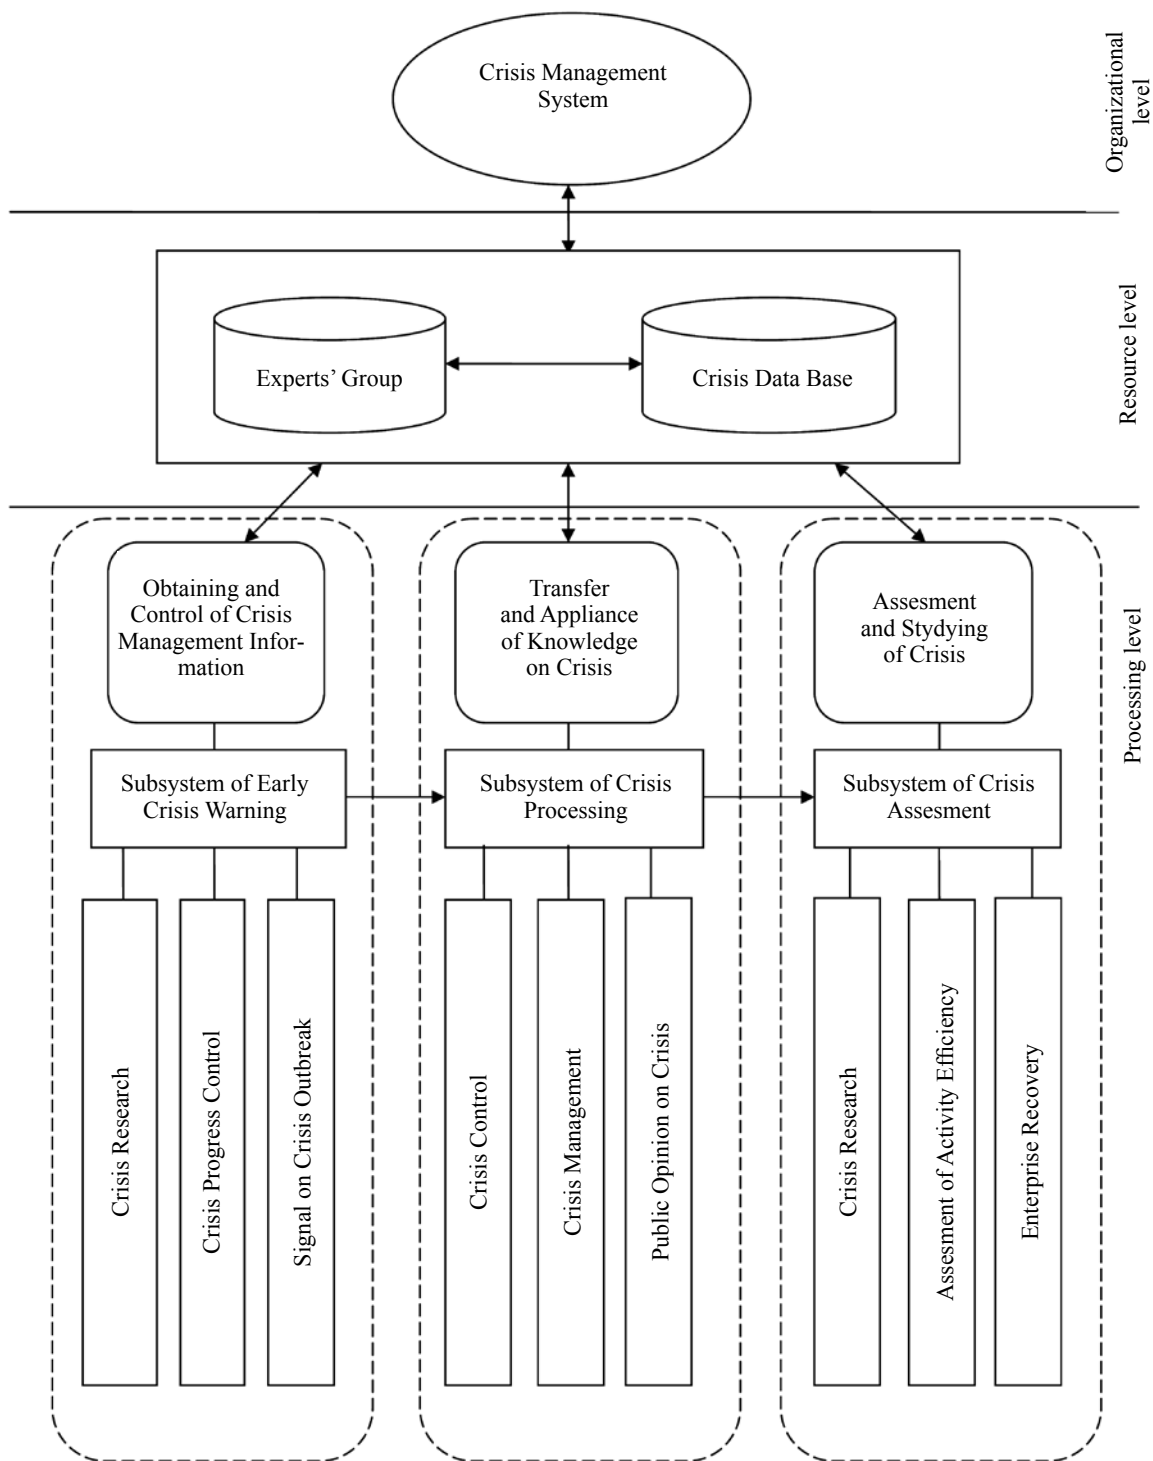 Crisis Management
System
Organizational
level
Experts’ Group
Crisis Data Base
Resource level
Obtaining and
Control of Crisis
Management Infor-
mation
Transfer
and Appliance
of Knowledge
on Crisis
Assesment
and Stydying
of Crisis
Processing level
Subsystem of Early
Crisis Warning
Subsystem of Crisis
Processing
Subsystem of Crisis
Assesment
Crisis Research
Crisis Progress Control
Signal on Crisis Outbreak
Crisis Control
Crisis Management
Public Opinion on Crisis
Crisis Research
Assesment of Activity Efficiency
Enterprise Recovery